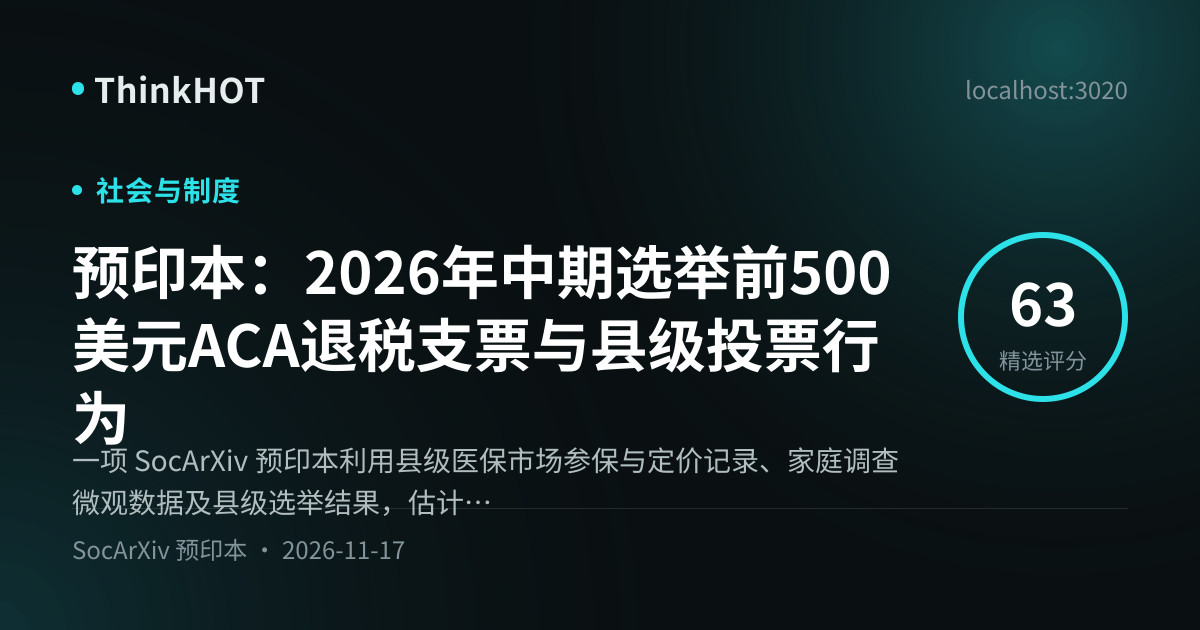 ThinkHOT
localhost:3020
社会与制度
预印本：2026年中期选举前500
美元ACA退税支票与县级投票行
为
63
精选评分
一项 SocArXiv 预印本利用县级医保市场参保与定价记录、家庭调查
微观数据及县级选举结果，估计…
SocArXiv 预印本 · 2026-11-17